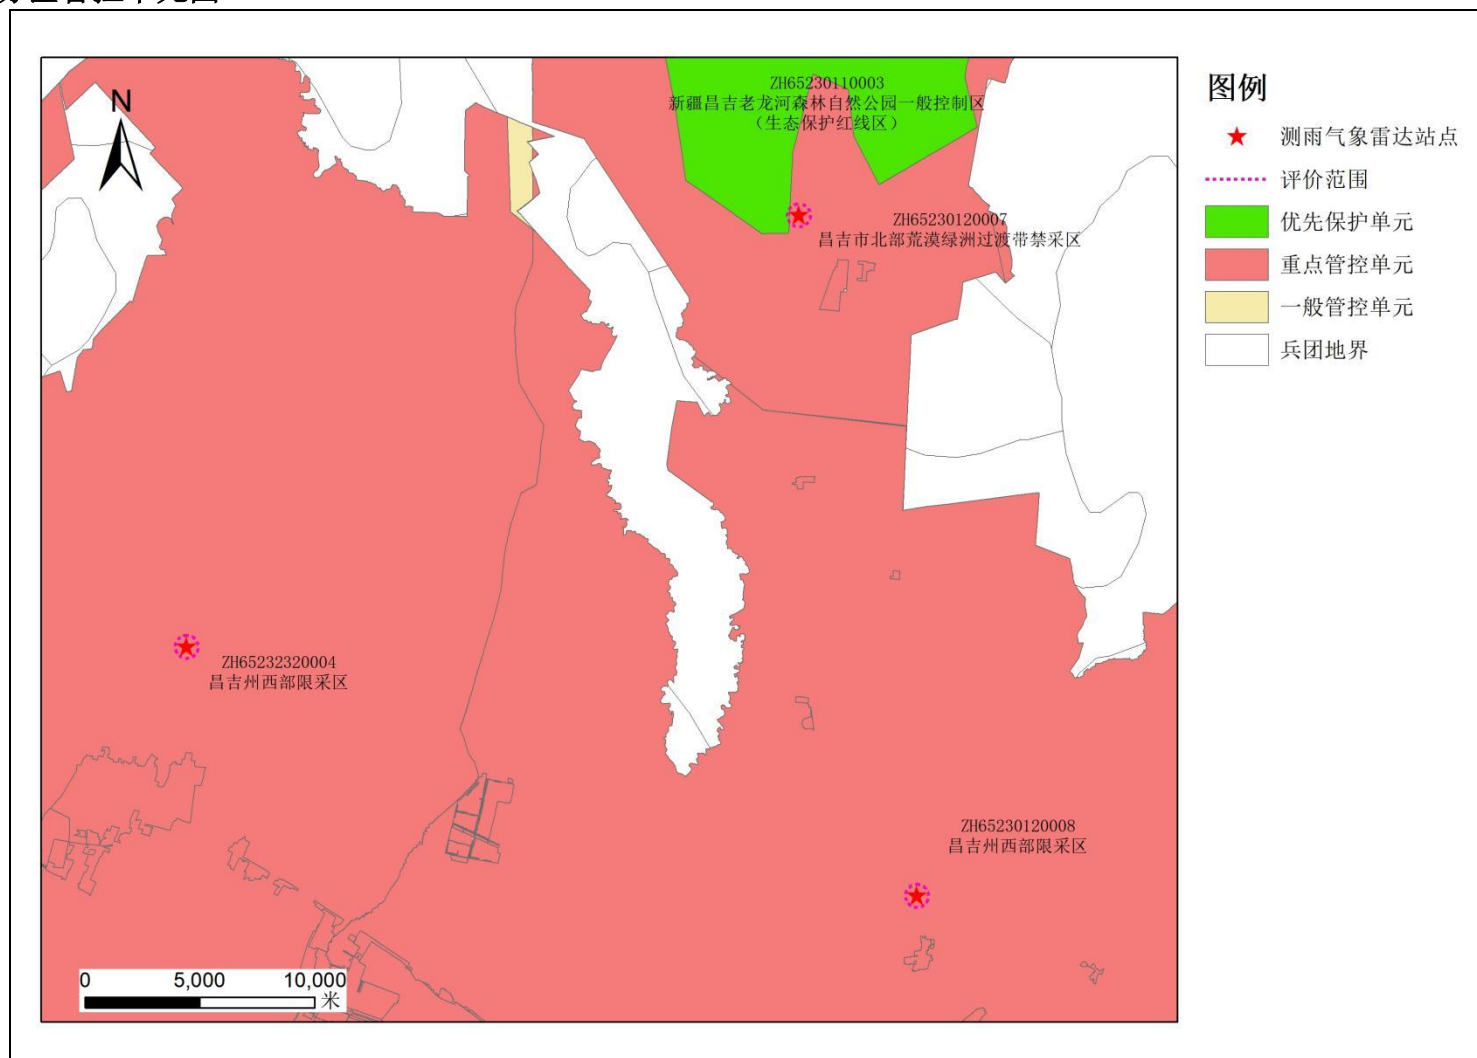 N
ZH65230110003
新疆昌吉老龙河森林自然公园一般控制区
（生态保护红线区）
ZH65230120007
昌吉市北部荒漠绿洲过渡带禁采区
ZH65232320004
昌吉州西部限采区
ZH65230120008
昌吉州西部限采区
0 5,000 10,000
米
图例
测雨气象雷达站点
评价范围
优先保护单元
重点管控单元
一般管控单元
兵团地界